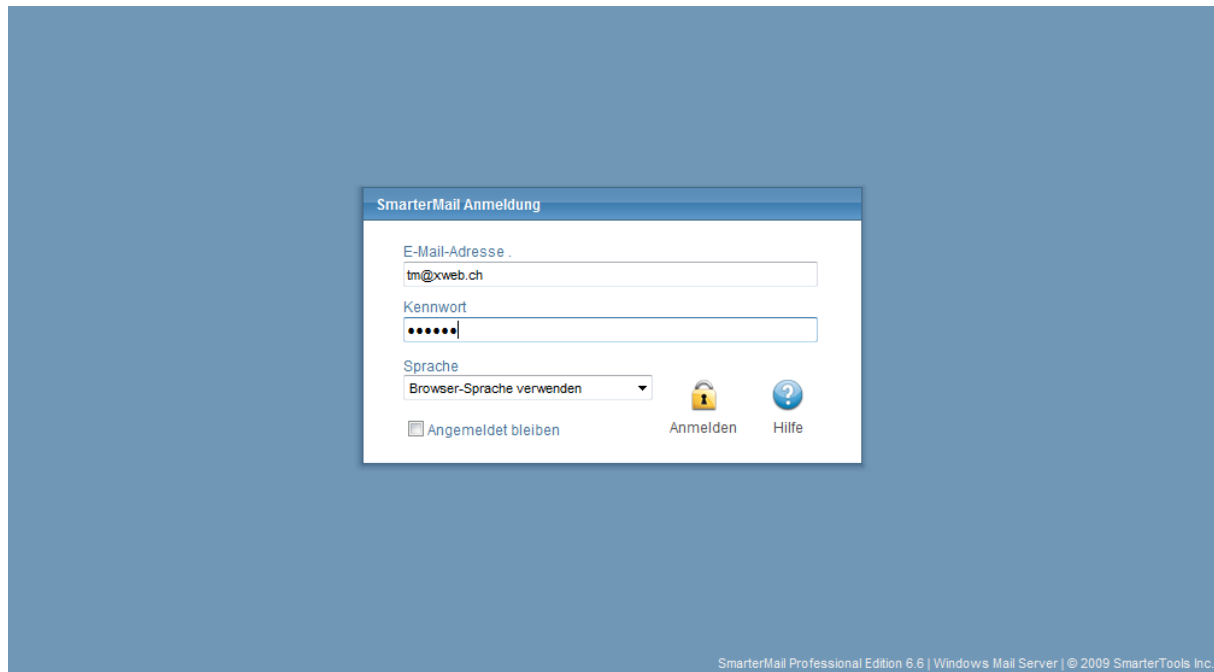 SmarterMail Anmeldung
E-Mail-Adresse .
tm@xweb.ch
Kennwort
••••••
Sprache
Browser-Sprache verwenden
Angemeldet bleiben
Anmelden
Hilfe
SmarterMail Professional Edition 6.6 | Windows Mail Server | © 2009 SmarterTools Inc.